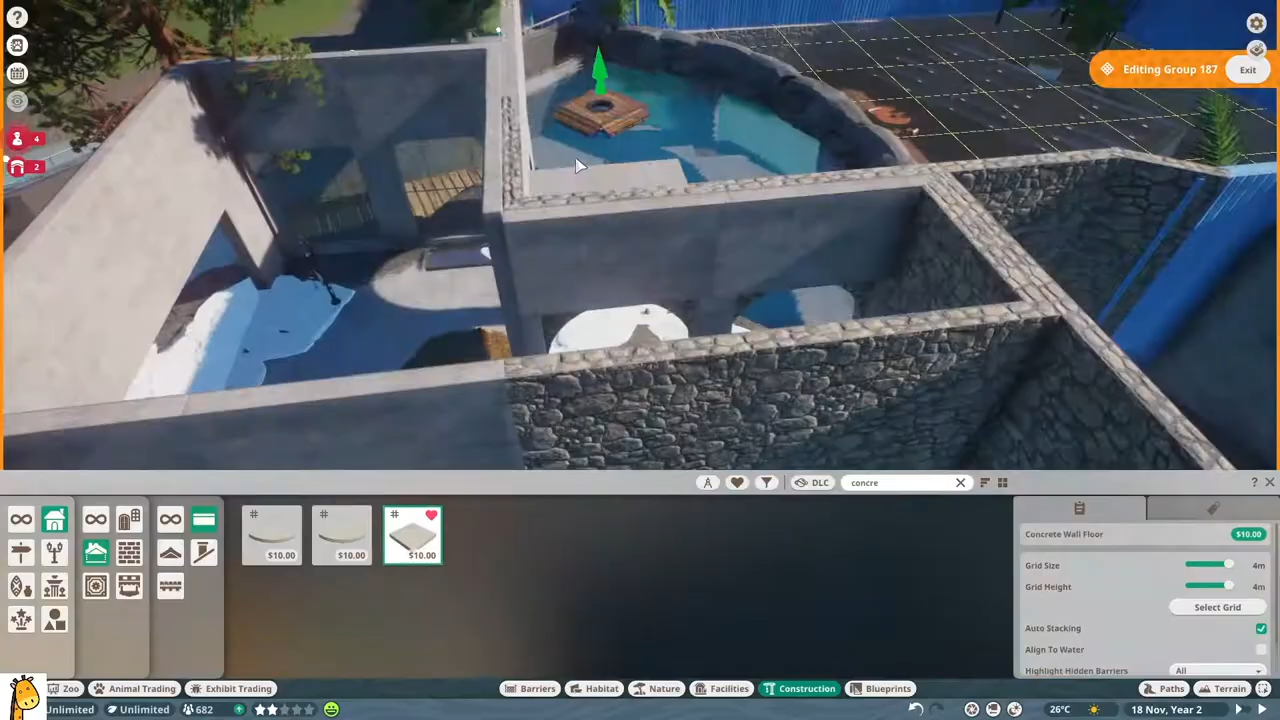 ?
Editing Group 187
Exit
4
2
DLC
concre
?
#
$10.00
#
$10.00
#
$10.00
Concrete Wall Floor
$10.00
Grid Size
4m
Grid Height
4m
Select Grid
Auto Stacking
Align To Water
Highlight Hidden Barriers
All
Zoo
Animal Trading
Exhibit Trading
Barriers
Habitat
Nature
Facilities
Construction
Blueprints
Paths
Terrain
Unlimited
Unlimited
682
26°C
18 Nov, Year 2